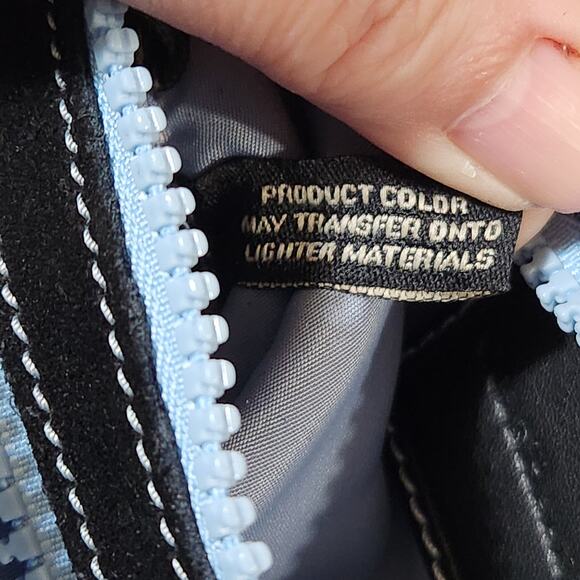 PRODUCT COLOR
MAY TRANSFER ONTO
LIGHTER MATERIALS